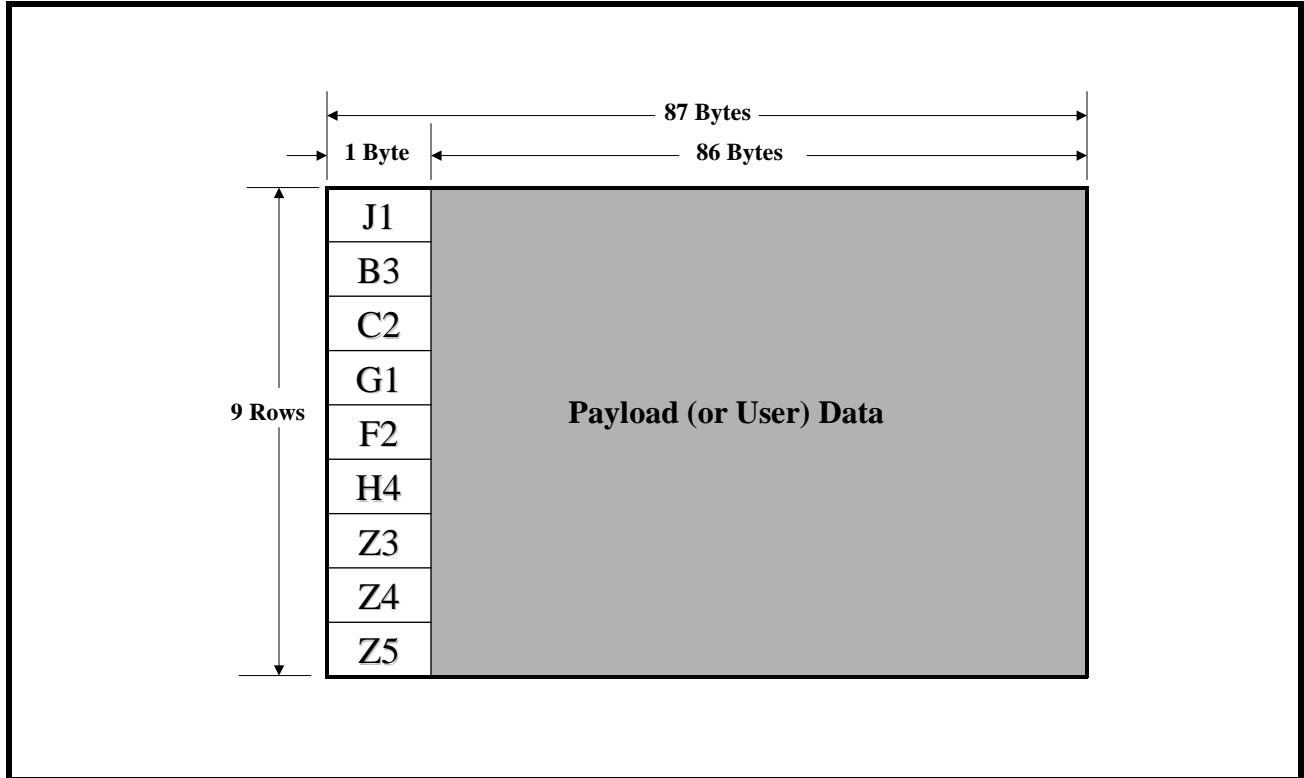 87 Bytes
1 Byte
86 Bytes
J1
B3
C2
G1
F2
H4
Z3
Z4
Z5
9 Rows
Payload (or User) Data